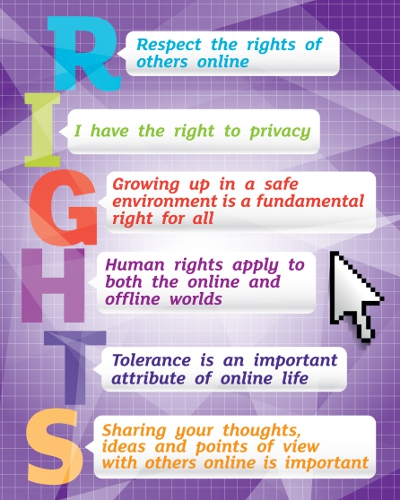 R
Respect the rights of
others online
I
I have the right to privacy
G
Growing up in a safe
environment is a fundamental
right for all
H
Human rights apply to
both the online and
offline worlds
T
Tolerance is an important
attribute of online life
S
Sharing your thoughts,
ideas and points of view
with others online is important